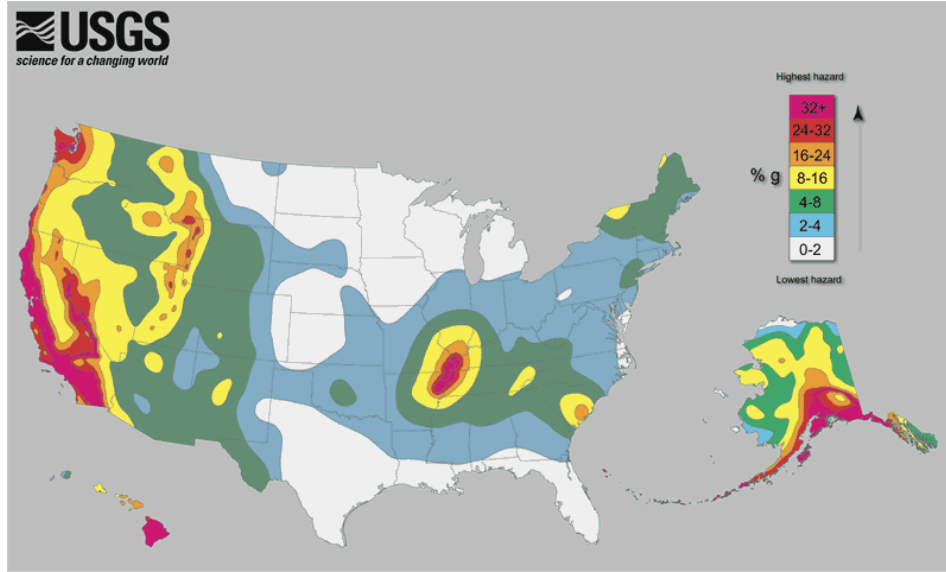 USGS
science for a changing world
Highest hazard
32+
24-32
16-24
% g
8-16
4-8
2-4
0-2
Lowest hazard